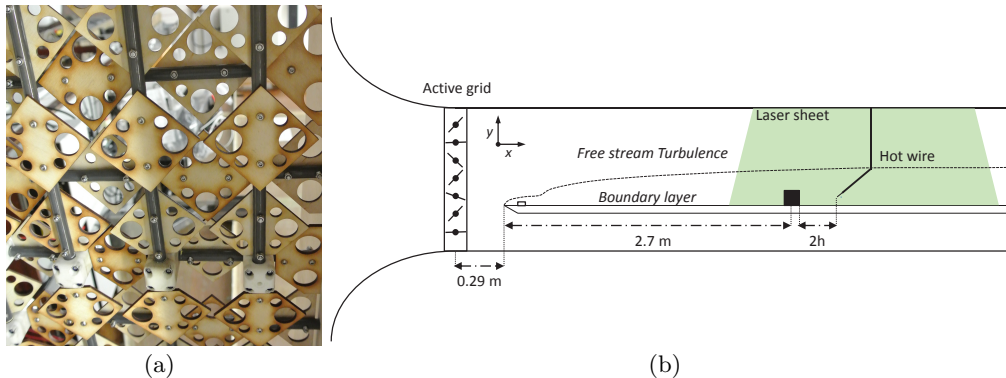 Active grid
Laser sheet
y
x
Free stream Turbulence
Hot wire
Boundary layer
2.7 m
2h
0.29 m
(a)
(b)